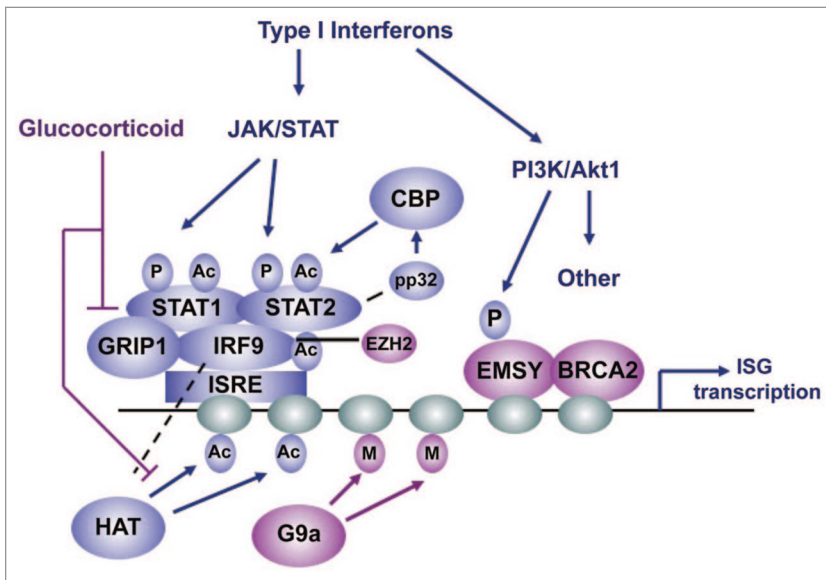 Type I Interferons
Glucocorticoid
JAK/STAT
PI3K/Akt1
CBP
Other
P
Ac
P
Ac
pp32
STAT1
STAT2
P
GRIP1
IRF9
Ac
EZH2
EMSY
BRCA2
ISG
transcription
ISRE
Ac
Ac
M
M
HAT
G9a